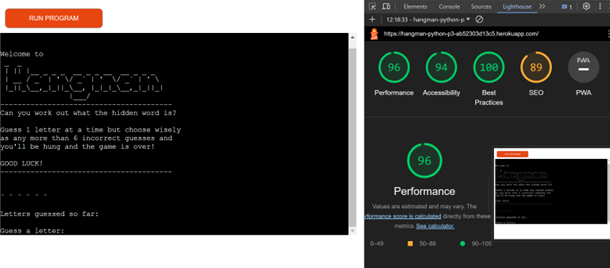 RUN PROGRAM
Welcome to
Hangman
-------------------------------------
Can you work out what the hidden word is?
Guess 1 letter at a time but choose wisely
as any more than 6 incorrect guesses and
you'll be hung and the game is over!
GOOD LUCK!
-------------------------------------
- - - - - -
Letters guessed so far:
Guess a letter:
Elements
Console
Sources
Network
Lighthouse
»
1
+
12:18:33 - hangman-python-p
https://hangman-python-p3-ab52303d13c5.herokuapp.com/
96
94
100
89
PWA
—
Performance
Accessibility
Best
Practices
SEO
PWA
96
Performance
Values are estimated and may vary. The
performance score is calculated directly from these
metrics. See calculator.
0–49
50–89
90–100